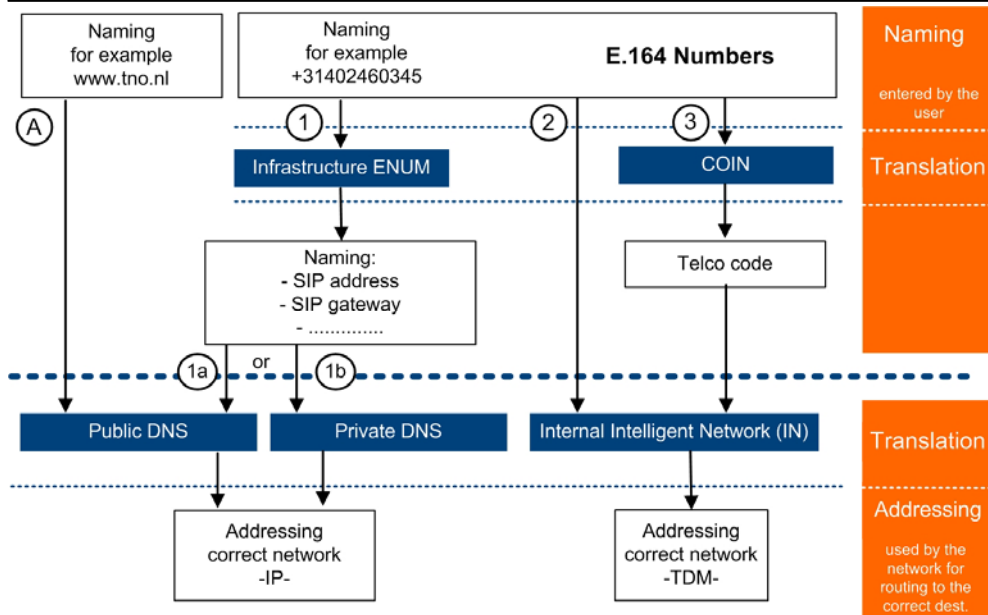 Naming
for example
www.tno.nl
Naming
for example
+31402460345
E.164 Numbers
Naming
entered by the
user
A
1
2
3
Infrastructure ENUM
COIN
Translation
Naming:
- SIP address
- SIP gateway
- ..............
Telco code
1a
or
1b
Public DNS
Private DNS
Internal Intelligent Network (IN)
Translation
Addressing
correct network
-IP-
Addressing
correct network
-TDM-
Addressing
used by the
network for
routing to the
correct dest.